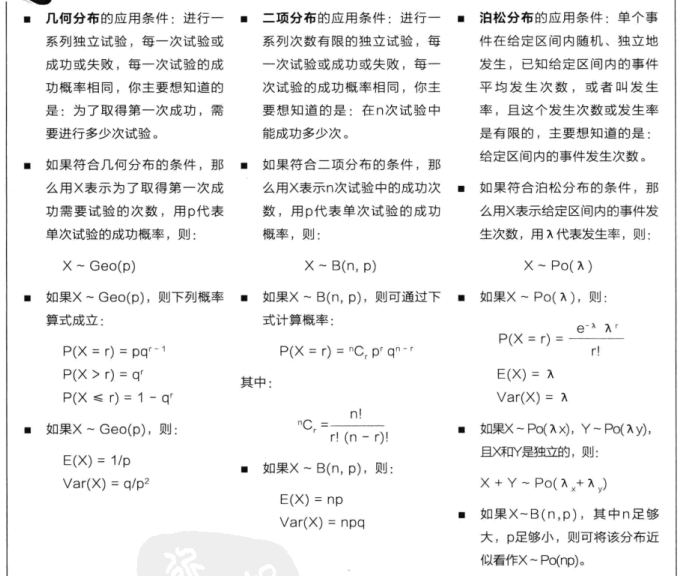 ■ 几何分布的应用条件：进行一
系列独立试验，每一次试验或
成功或失败，每一次试验的成
功概率相同，你主要想知道的
是：为了取得第一次成功，需
要进行多少次试验。
■ 如果符合几何分布的条件，那
么用X表示为了取得第一次成
功需要试验的次数，用p代表
单次试验的成功概率，则：
X ~ Geo(p)
■ 如果X ~ Geo(p)，则下列概率
算式成立：
P(X = r) = pqʳ⁻¹
P(X > r) = qʳ
P(X ≤ r) = 1 - qʳ
■ 如果X ~ Geo(p)，则：
E(X) = 1/p
Var(X) = q/p²
■ 二项分布的应用条件：进行一
系列次数有限的独立试验，每
一次试验或成功或失败，每一
次试验的成功概率相同，你主
要想知道的是：在n次试验中
能成功多少次。
■ 如果符合二项分布的条件，那
么用X表示n次试验中的成功次
数，用p代表单次试验的成功
概率，则：
X ~ B(n, p)
■ 如果X ~ B(n, p)，则可通过下
式计算概率：
P(X = r) = ⁿCᵣ pʳ qⁿ⁻ʳ
其中：
ⁿCᵣ = n! / r! (n - r)!
■ 如果X ~ B(n, p)，则：
E(X) = np
Var(X) = npq
■ 泊松分布的应用条件：单个事
件在给定区间内随机、独立地
发生，已知给定区间内的事件
平均发生次数，或者叫发生
率，且这个发生次数或发生率
是有限的，主要想知道的是：
给定区间内的事件发生次数。
■ 如果符合泊松分布的条件，那
么用X表示给定区间内的事件发
生次数，用λ代表发生率，则：
X ~ Po(λ)
■ 如果X ~ Po(λ)，则：
P(X = r) = e^-λ λʳ / r!
E(X) = λ
Var(X) = λ
■ 如果X ~ Po(λx)，Y ~ Po(λy)，
且X和Y是独立的，则：
X + Y ~ Po(λₓ + λ_y)
■ 如果X~B(n,p)，其中n足够
大，p足够小，则可将该分布近
似看作X ~ Po(np)。